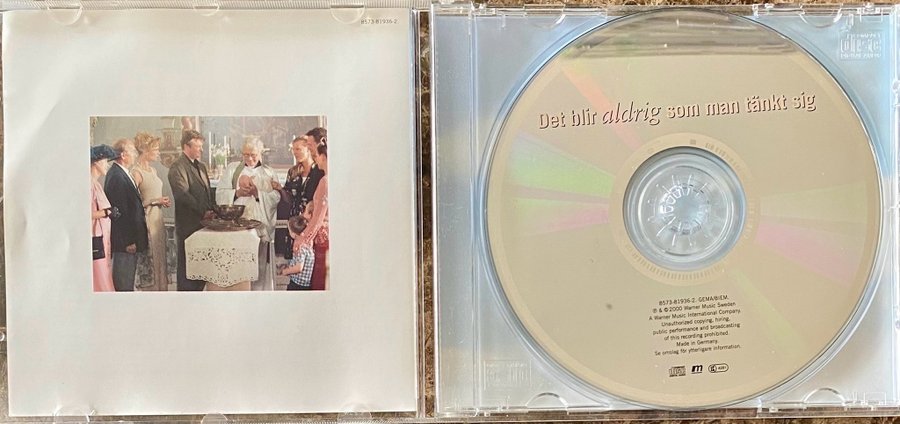 8573-81936-2
Det blir aldrig som man tänkt sig
8573-81936-2. GEMA/BIEM.
℗ & © 2000 Warner Music Sweden
A Warner Music International Company.
Unauthorized copying, hiring,
public performance and broadcasting
of this recording prohibited.
Made in Germany.
Se omslag för ytterligare information.